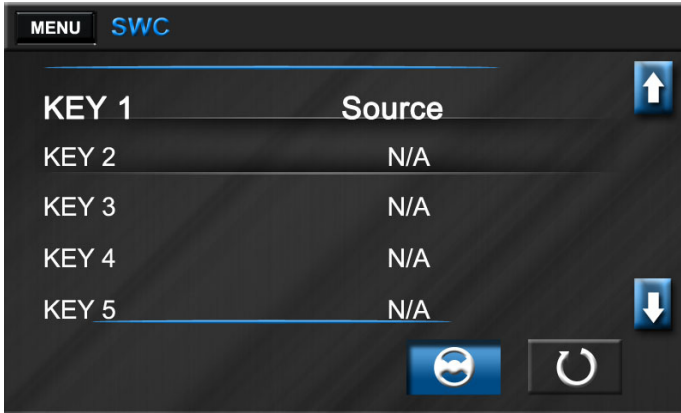 MENU SWC
KEY 1 Source
KEY 2 N/A
KEY 3 N/A
KEY 4 N/A
KEY 5 N/A